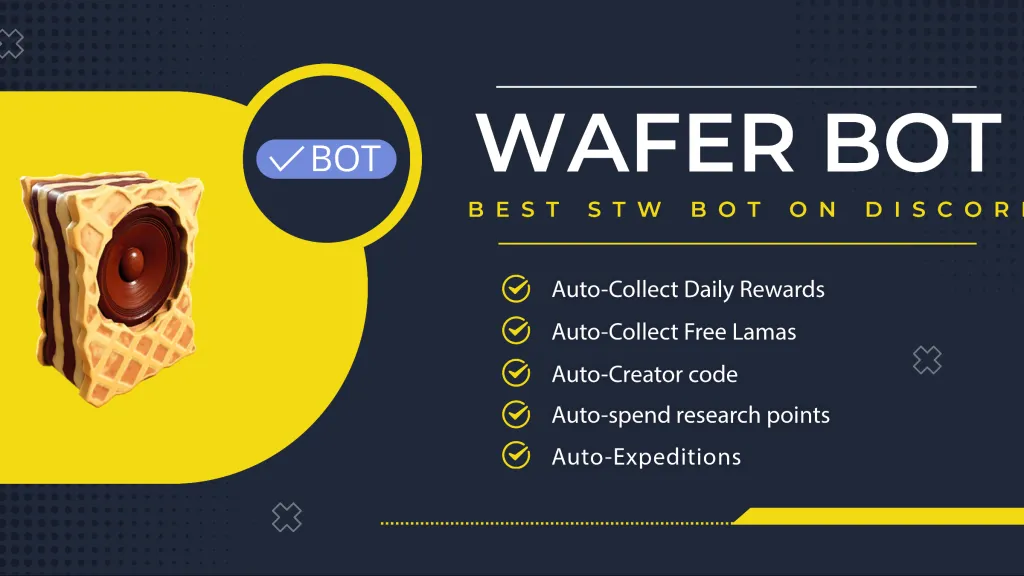 BOT
WAFER BOT
BEST STW BOT ON DISCOR
Auto-Collect Daily Rewards
Auto-Collect Free Lamas
Auto-Creator code
Auto-spend research points
Auto-Expeditions